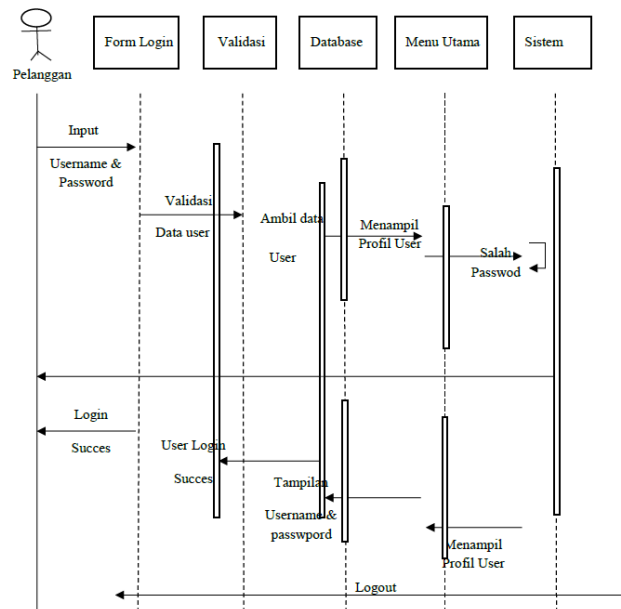 Form Login
Validasi
Database
Menu Utama
Sistem
Pelanggan
Input
Username &
Password
Validasi
Data user
Ambil data
User
Menampil
Profil User
Salah
Passwod
Login
Succes
User Login
Succes
Tampilan
Username &
passwpord
Menampil
Profil User
Logout